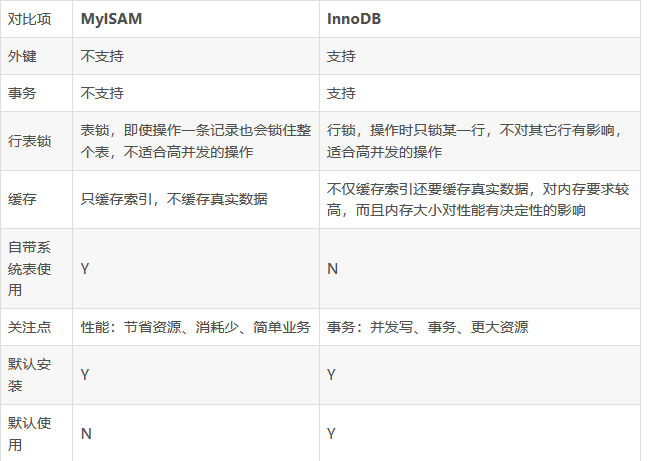 对比项 MyISAM InnoDB
外键 不支持 支持
事务 不支持 支持
行表锁 表锁，即使操作一条记录也会锁住整
个表，不适合高并发的操作
行锁，操作时只锁某一行，不对其它行有影响，
适合高并发的操作
缓存 只缓存索引，不缓存真实数据
不仅缓存索引还要缓存真实数据，对内存要求较
高，而且内存大小对性能有决定性的影响
自带系
统表使
用
Y N
关注点 性能：节省资源、消耗少、简单业务 事务：并发写、事务、更大资源
默认安
装
Y Y
默认使
用
N Y